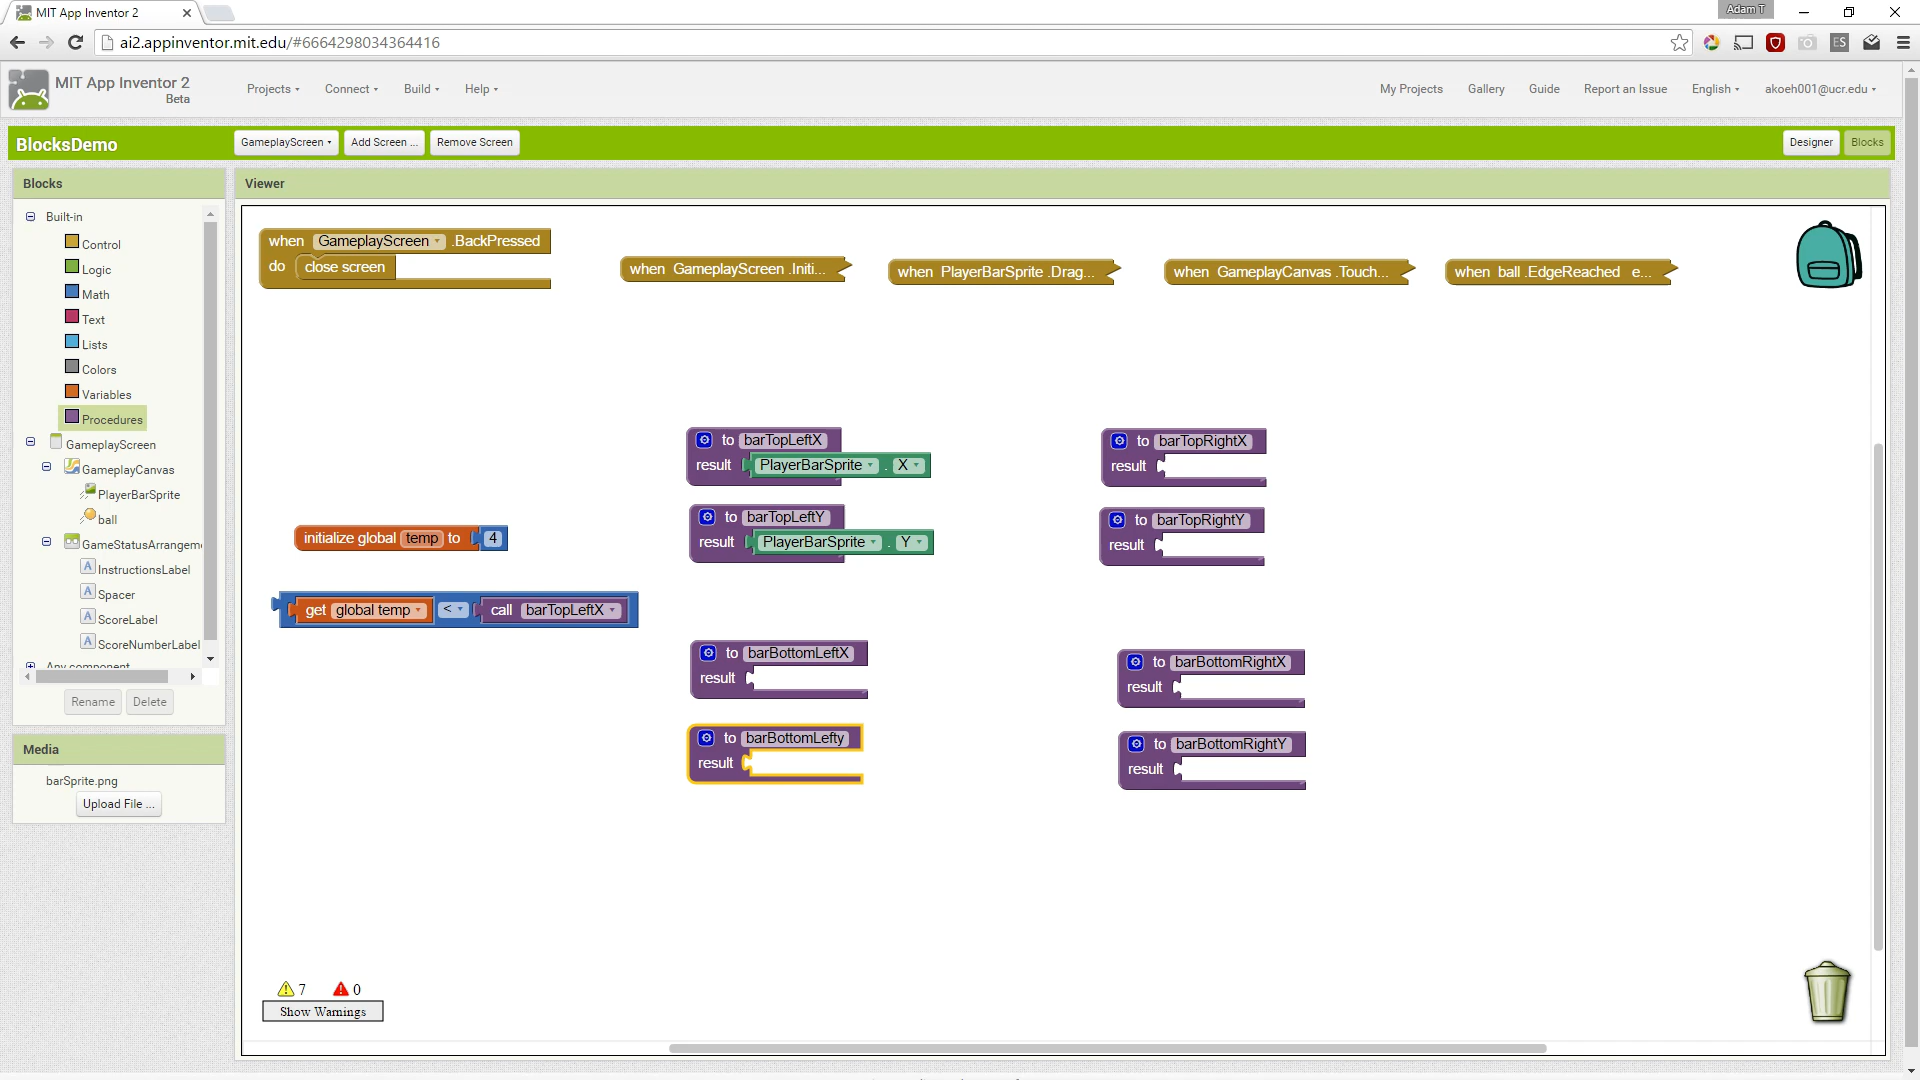 MIT App Inventor 2
Adam T
ai2.appinventor.mit.edu/#6664298034364416
ES
MIT App Inventor 2
Beta
Projects
Connect
Build
Help
My Projects
Gallery
Guide
Report an Issue
English
akoeh001@ucr.edu
BlocksDemo
GameplayScreen
Add Screen ...
Remove Screen
Designer
Blocks
Blocks
Built-in
Control
Logic
Math
Text
Lists
Colors
Variables
Procedures
GameplayScreen
GameplayCanvas
PlayerBarSprite
ball
GameStatusArrangem
InstructionsLabel
Spacer
ScoreLabel
ScoreNumberLabel
Any component
Rename
Delete
Media
barSprite.png
Upload File ...
Viewer
when GameplayScreen .BackPressed
do close screen
when GameplayScreen .Initi...
when PlayerBarSprite .Drag...
when GameplayCanvas .Touch...
when ball .EdgeReached e...
initialize global temp to 4
get global temp < call barTopLeftX
to barTopLeftX
result PlayerBarSprite . X
to barTopLeftY
result PlayerBarSprite . Y
to barTopRightX
result
to barTopRightY
result
to barBottomLeftX
result
to barBottomLefty
result
to barBottomRightX
result
to barBottomRightY
result
7
0
Show Warnings